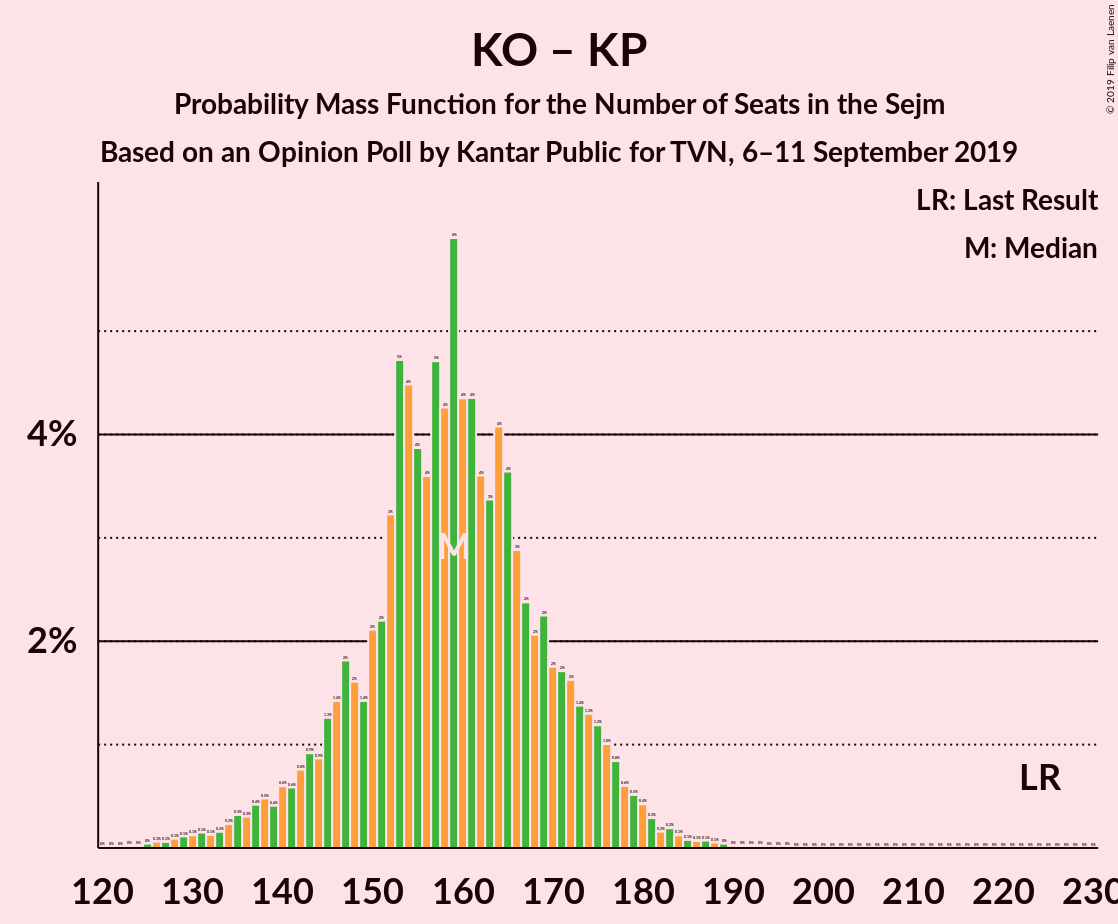 KO – KP
Probability Mass Function for the Number of Seats in the Sejm
Based on an Opinion Poll by Kantar Public for TVN, 6–11 September 2019
© 2019 Filip van Laenen
LR: Last Result
M: Median
4%
2%
M
LR
120 130 140 150 160 170 180 190 200 210 220 230